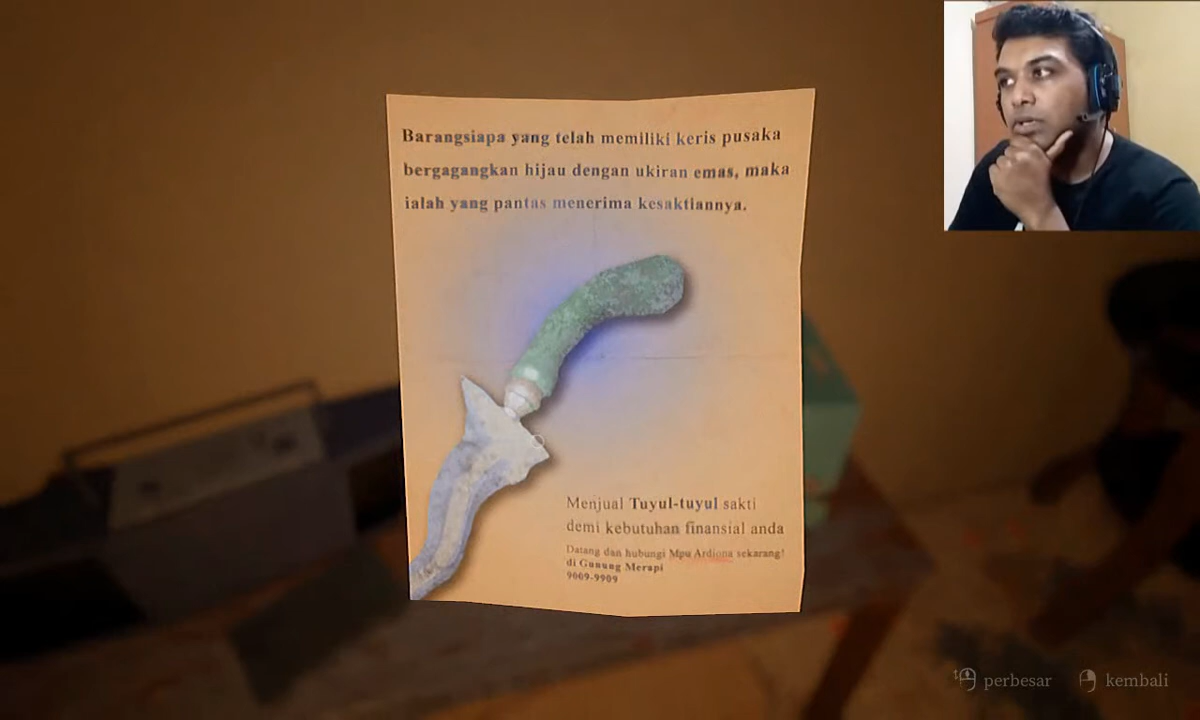 Barangsiapa yang telah memiliki keris pusaka
bergagangkan hijau dengan ukiran emas, maka
ialah yang pantas menerima kesaktiannya.
Menjual Tuyul-tuyul sakti
demi kebutuhan finansial anda
Datang dan hubungi Mpu Ardiona sekarang!
di Gunung Merapi
9009-9909
perbesar
kembali